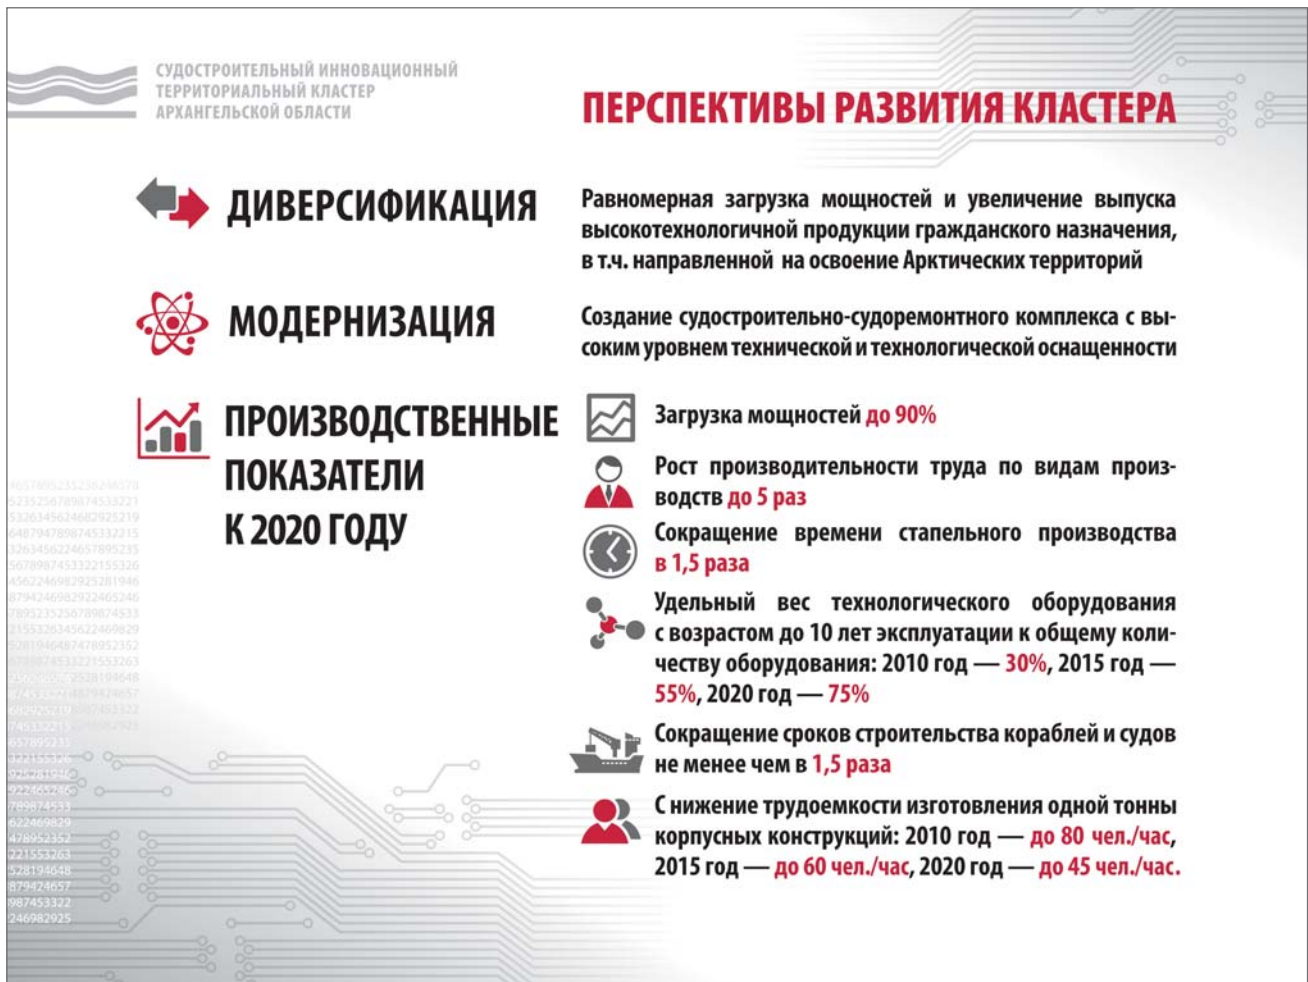 СУДОСТРОИТЕЛЬНЫЙ ИННОВАЦИОННЫЙ
ТЕРРИТОРИАЛЬНЫЙ КЛАСТЕР
АРХАНГЕЛЬСКОЙ ОБЛАСТИ
ПЕРСПЕКТИВЫ РАЗВИТИЯ КЛАСТЕРА
ДИВЕРСИФИКАЦИЯ
Равномерная загрузка мощностей и увеличение выпуска
высокотехнологичной продукции гражданского назначения,
в т.ч. направленной на освоение Арктических территорий
МОДЕРНИЗАЦИЯ
Создание судостроительно-судоремонтного комплекса с вы-
соким уровнем технической и технологической оснащенности
ПРОИЗВОДСТВЕННЫЕ
ПОКАЗАТЕЛИ
К 2020 ГОДУ
Загрузка мощностей до 90%
Рост производительности труда по видам произ-
водств до 5 раз
Сокращение времени стапельного производства
в 1,5 раза
Удельный вес технологического оборудования
с возрастом до 10 лет эксплуатации к общему коли-
честву оборудования: 2010 год — 30%, 2015 год —
55%, 2020 год — 75%
Сокращение сроков строительства кораблей и судов
не менее чем в 1,5 раза
С нижение трудоемкости изготовления одной тонны
корпусных конструкций: 2010 год — до 80 чел./час,
2015 год — до 60 чел./час, 2020 год — до 45 чел./час.